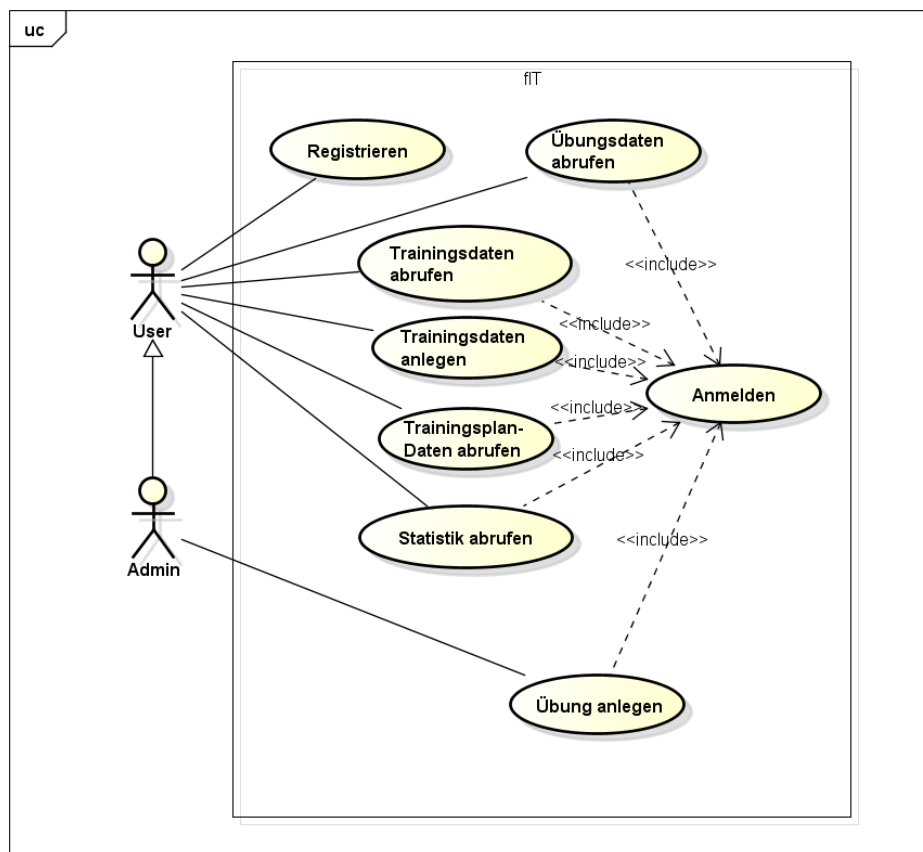 uc
fIT
Registrieren
Übungsdaten
abrufen
Trainingsdaten
abrufen
<<include>>
<<include>>
User
Trainingsdaten
anlegen
<<include>>
Anmelden
Trainingsplan-
Daten abrufen
<<include>>
<<include>>
Statistik abrufen
<<include>>
Admin
Übung anlegen